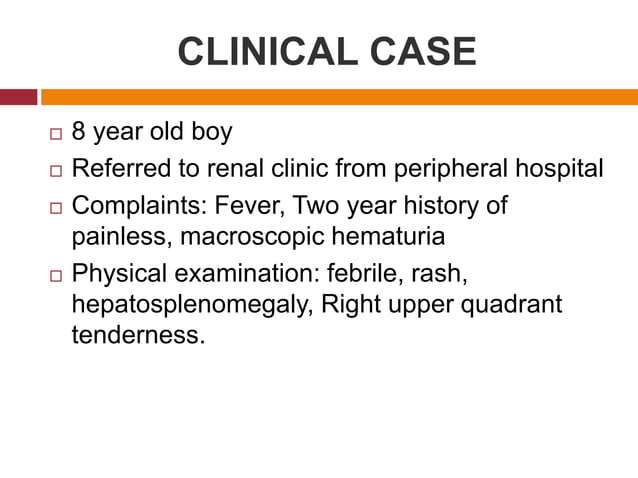 CLINICAL CASE
8 year old boy
Referred to renal clinic from peripheral hospital
Complaints: Fever, Two year history of
painless, macroscopic hematuria
Physical examination: febrile, rash,
hepatosplenomegaly, Right upper quadrant
tenderness.